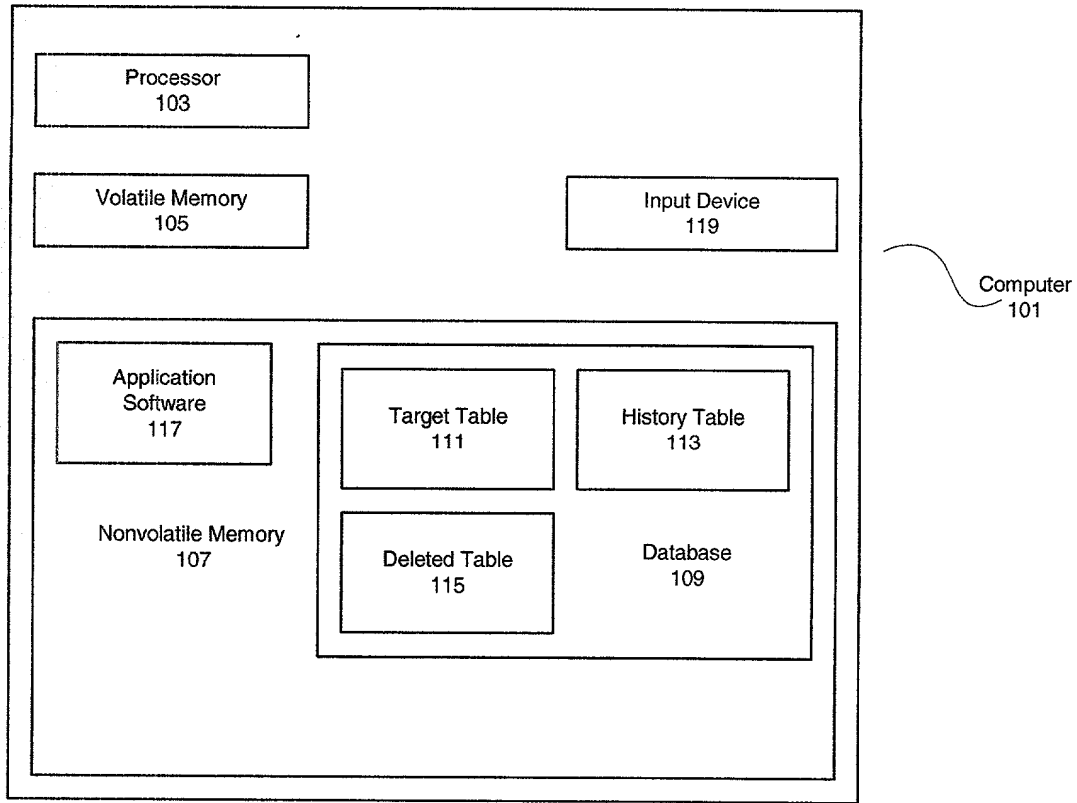 Processor
103
Volatile Memory
105
Input Device
119
Computer
101
Application
Software
117
Target Table
111
History Table
113
Nonvolatile Memory
107
Deleted Table
115
Database
109